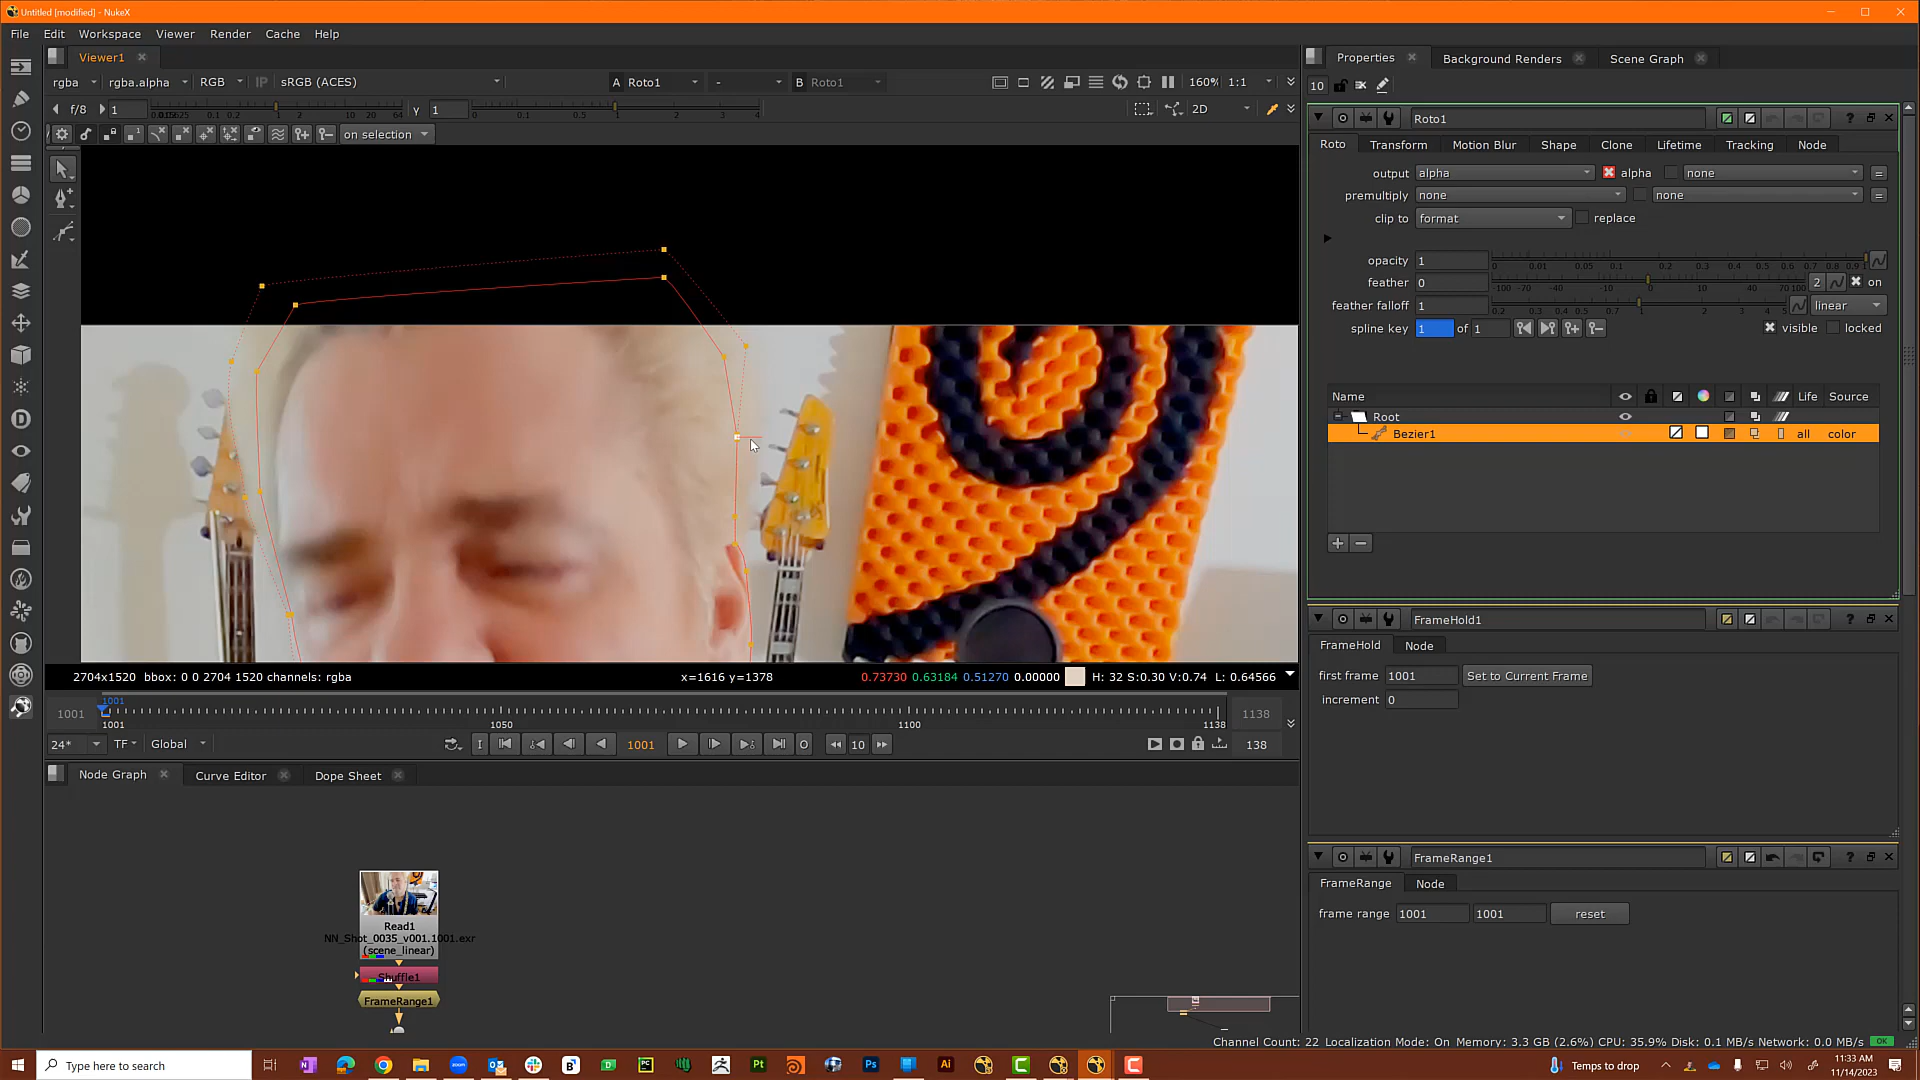 Untitled [modified] - NukeX
File Edit Workspace Viewer Render Cache Help
Viewer1
rgba rgba.alpha RGB IP sRGB (ACES) A Roto1 - B Roto1 160% 1:1
f/8 1 γ 1 2D
on selection
2704x1520 bbox: 0 0 2704 1520 channels: rgba x=1616 y=1378 0.73730 0.63184 0.51270 0.00000 H: 32 S:0.30 V:0.74 L: 0.64566
1001 1001 1001 1050 1100 1138 1138
24* TF Global 1001 10 138
Node Graph Curve Editor Dope Sheet
Read1
NN_Shot_0035_v001.1001.exr
(scene_linear)
Shuffle1
FrameRange1
Properties Background Renders Scene Graph
10
Roto1
Roto Transform Motion Blur Shape Clone Lifetime Tracking Node
output alpha alpha none =
premultiply none none =
clip to format replace
opacity 1
feather 0 2 on
feather falloff 1 linear
spline key 1 of 1 visible locked
Name Life Source
Root
Bezier1 all color
FrameHold1
FrameHold Node
first frame 1001 Set to Current Frame
increment 0
FrameRange1
FrameRange Node
frame range 1001 1001 reset
Channel Count: 22 Localization Mode: On Memory: 3.3 GB (2.6%) CPU: 35.9% Disk: 0.1 MB/s Network: 0.0 MB/s OK
Type here to search
Temps to drop
11:33 AM
11/14/2023